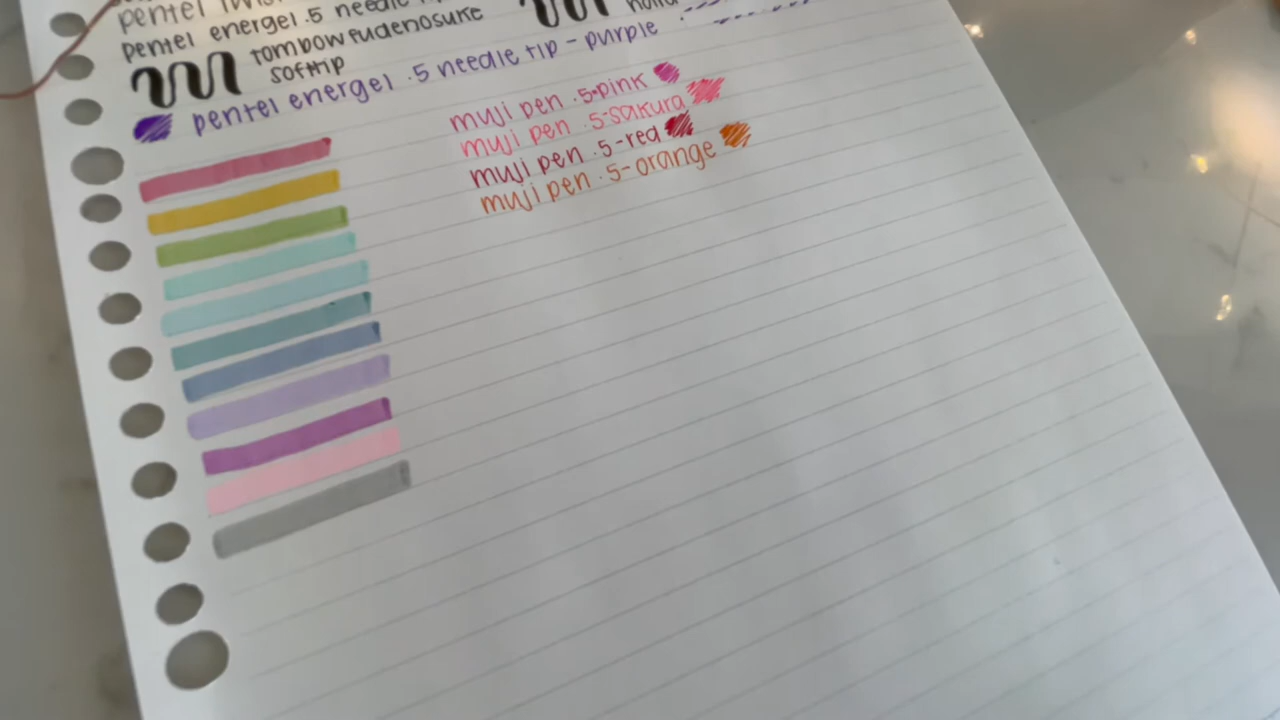 pentel
pentel energel .5 needle
tombow fudenosuke
softtip
pentel energel .5 needle tip - purple
muji pen .5-pink
muji pen .5-sakura
muji pen .5-red
muji pen .5-orange